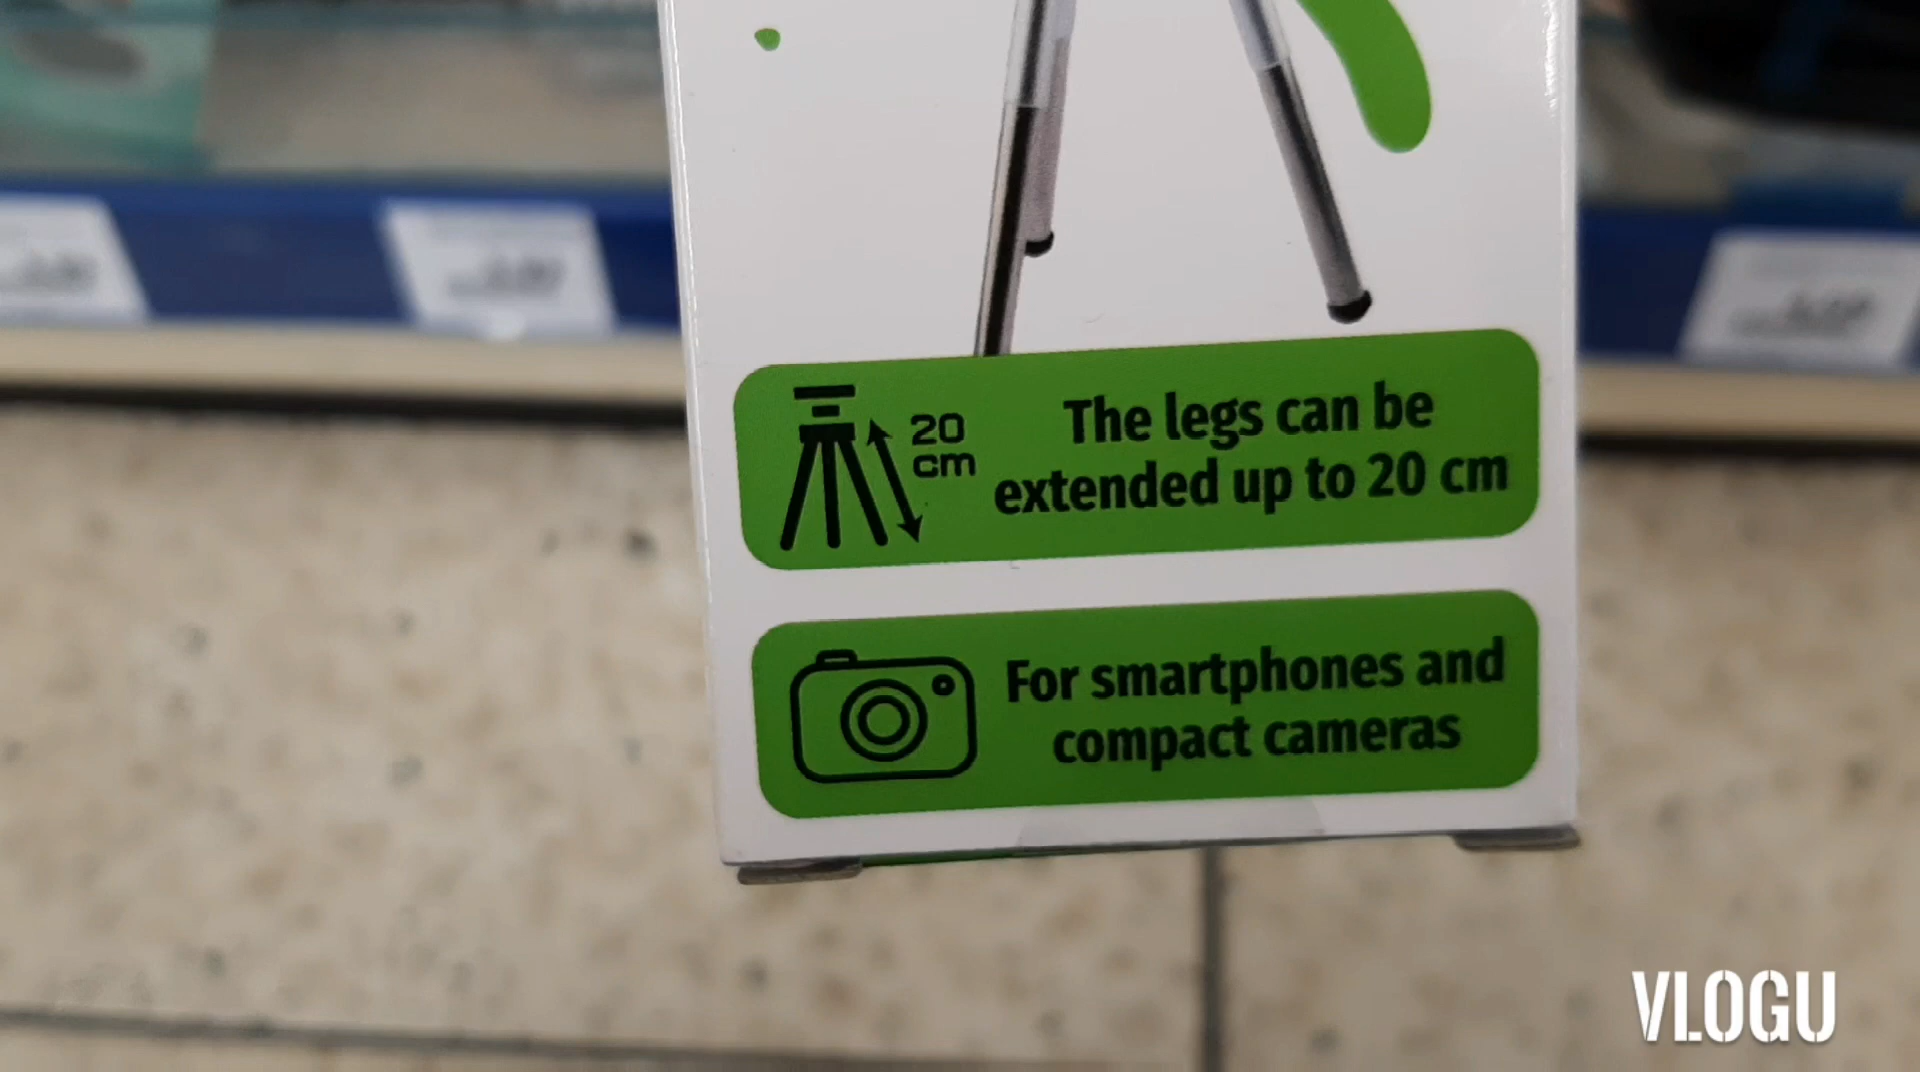 20
cm
The legs can be
extended up to 20 cm
For smartphones and
compact cameras
VLOGU